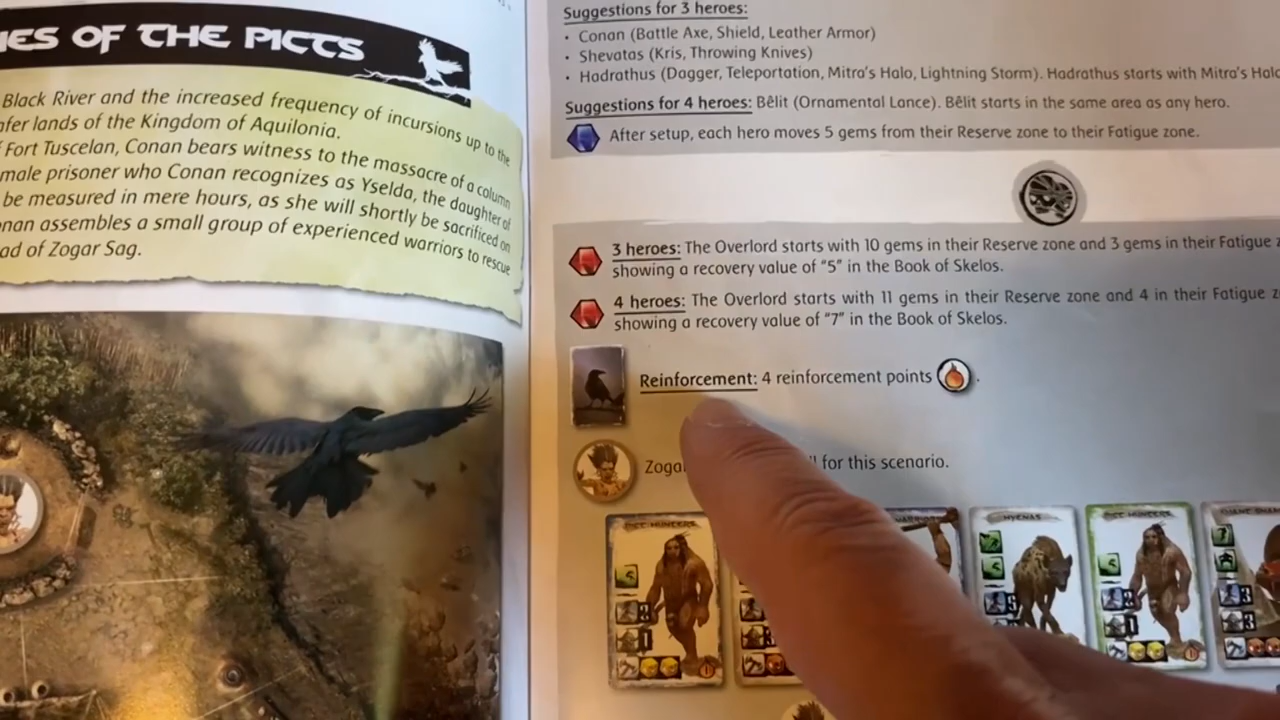 IES OF THE PICTS
Black River and the increased frequency of incursions up to the
afer lands of the Kingdom of Aquilonia.
Fort Tuscelan, Conan bears witness to the massacre of a column
male prisoner who Conan recognizes as Yselda, the daughter of
be measured in mere hours, as she will shortly be sacrificed on
onan assembles a small group of experienced warriors to rescue
ad of Zogar Sag.
Suggestions for 3 heroes:
• Conan (Battle Axe, Shield, Leather Armor)
• Shevatas (Kris, Throwing Knives)
• Hadrathus (Dagger, Teleportation, Mitra's Halo, Lightning Storm). Hadrathus starts with Mitra's Halo
Suggestions for 4 heroes: Bêlit (Ornamental Lance). Bêlit starts in the same area as any hero.
After setup, each hero moves 5 gems from their Reserve zone to their Fatigue zone.
3 heroes: The Overlord starts with 10 gems in their Reserve zone and 3 gems in their Fatigue z
showing a recovery value of "5" in the Book of Skelos.
4 heroes: The Overlord starts with 11 gems in their Reserve zone and 4 in their Fatigue z
showing a recovery value of "7" in the Book of Skelos.
Reinforcement: 4 reinforcement points .
Zoga ll for this scenario.
PICT HUNTERS
HYENAS
PICT HUNTERS